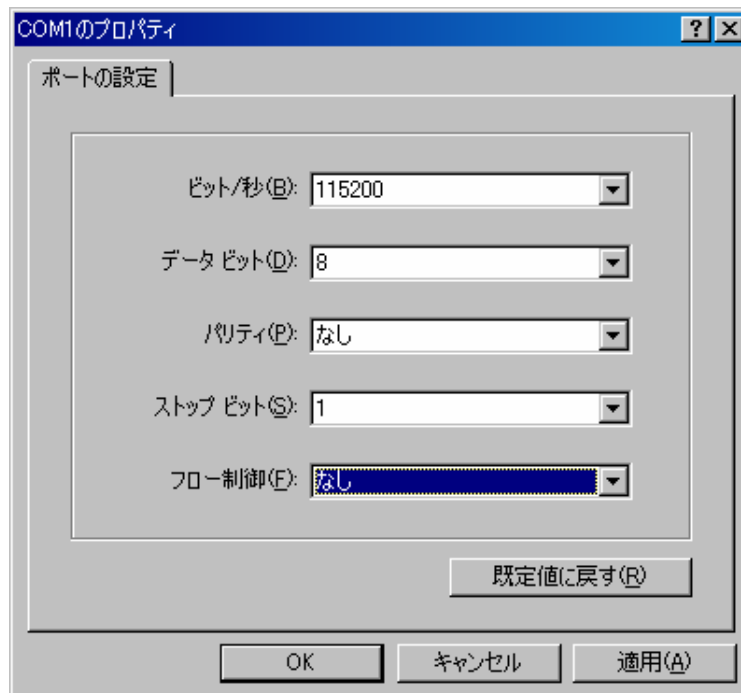 COM1のプロパティ
ポートの設定
ビット/秒(B): 115200
データ ビット(D): 8
パリティ(P): なし
ストップ ビット(S): 1
フロー制御(F): なし
既定値に戻す(R)
OK キャンセル 適用(A)